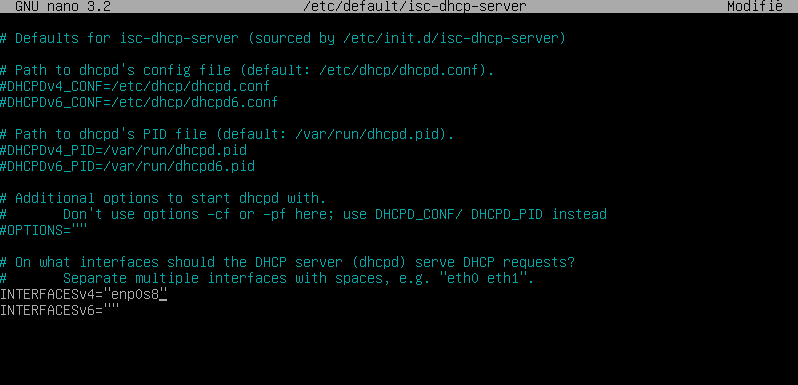 GNU nano 3.2 /etc/default/isc-dhcp-server Modifié
# Defaults for isc-dhcp-server (sourced by /etc/init.d/isc-dhcp-server)
# Path to dhcpd's config file (default: /etc/dhcp/dhcpd.conf).
#DHCPDv4_CONF=/etc/dhcp/dhcpd.conf
#DHCPDv6_CONF=/etc/dhcp/dhcpd6.conf
# Path to dhcpd's PID file (default: /var/run/dhcpd.pid).
#DHCPDv4_PID=/var/run/dhcpd.pid
#DHCPDv6_PID=/var/run/dhcpd6.pid
# Additional options to start dhcpd with.
#       Don't use options -cf or -pf here; use DHCPD_CONF/ DHCPD_PID instead
#OPTIONS=""
# On what interfaces should the DHCP server (dhcpd) serve DHCP requests?
#       Separate multiple interfaces with spaces, e.g. "eth0 eth1".
INTERFACESv4="enp0s8"
INTERFACESv6=""